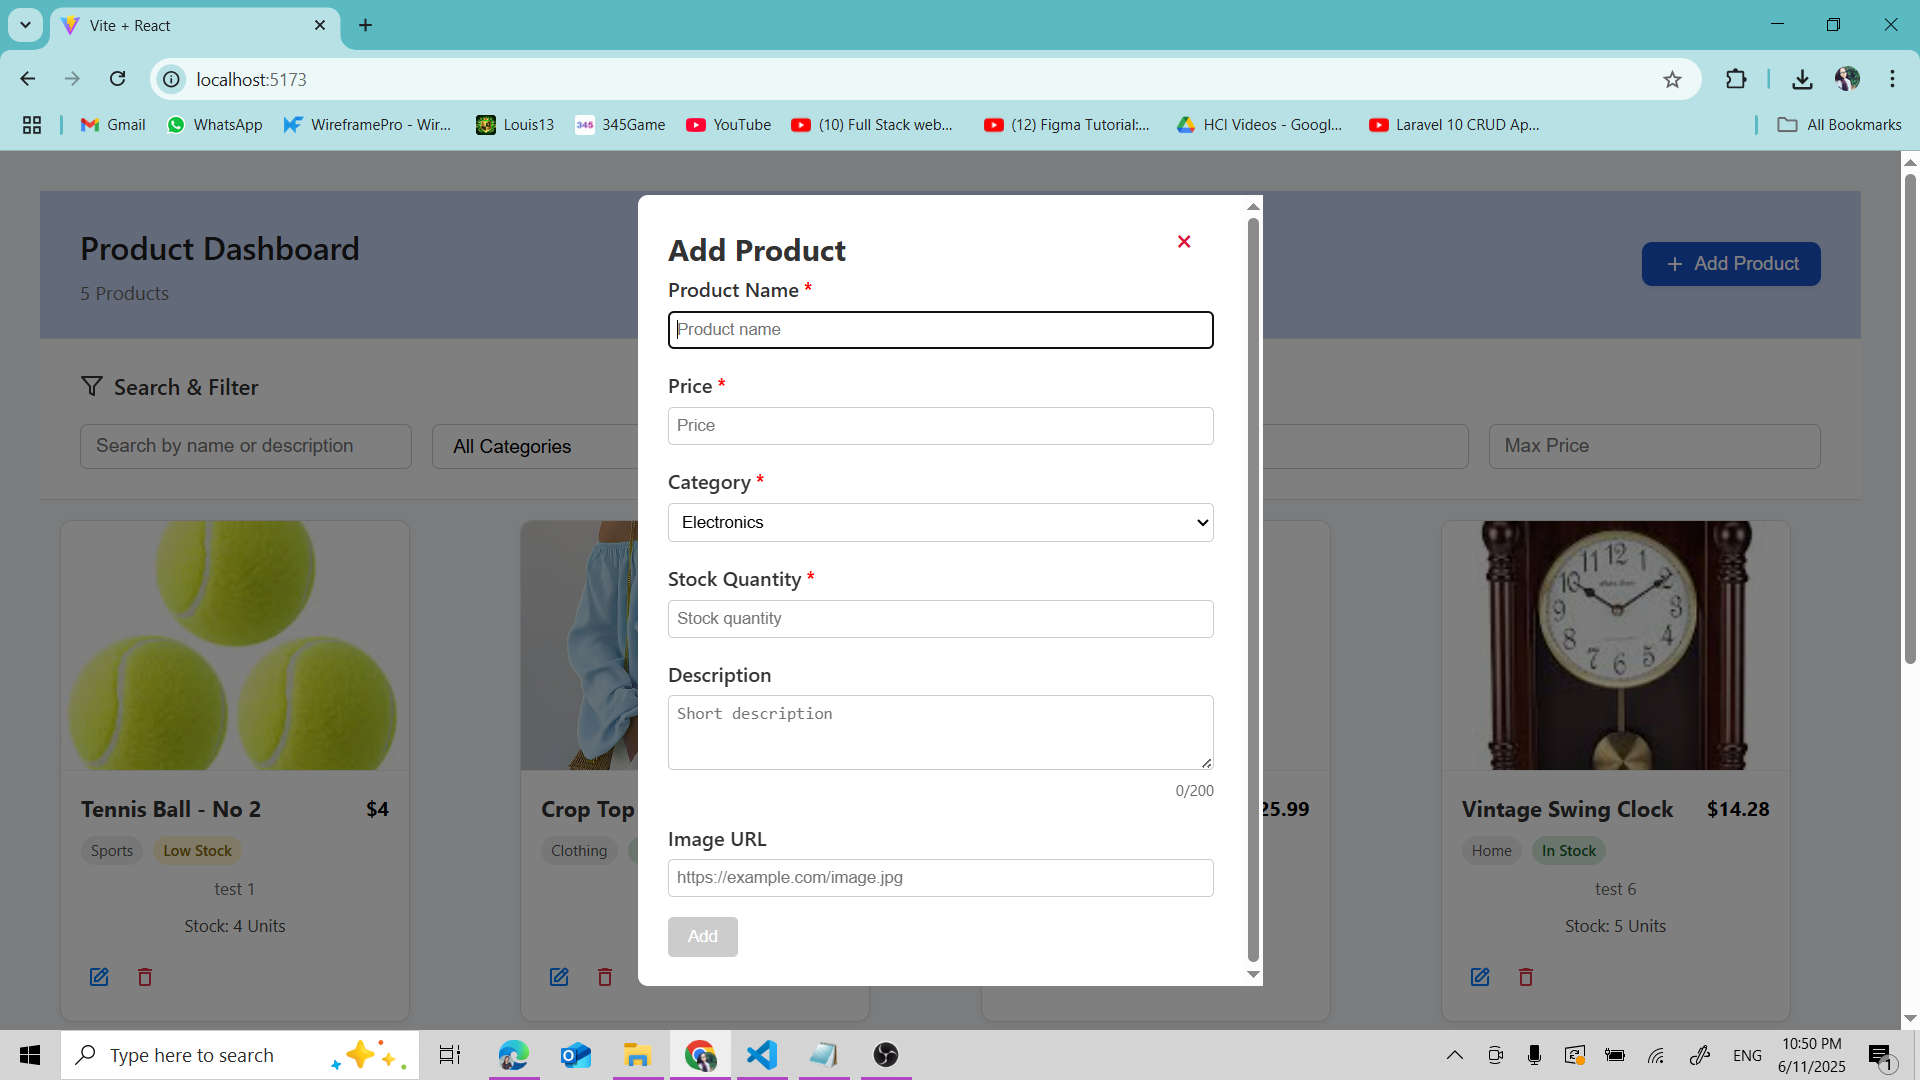 Vite + React
localhost:5173
Gmail
WhatsApp
WireframePro - Wir...
Louis13
345
345Game
YouTube
(10) Full Stack web...
(12) Figma Tutorial:...
HCI Videos - Googl...
Laravel 10 CRUD Ap...
All Bookmarks
Product Dashboard
5 Products
+ Add Product
Search & Filter
Search by name or description
All Categories
Max Price
Add Product
×
Product Name *
Product name
Price *
Price
Category *
Electronics
Stock Quantity *
Stock quantity
Description
Short description
0/200
Image URL
https://example.com/image.jpg
Add
Tennis Ball - No 2 $4
Sports Low Stock
test 1
Stock: 4 Units
Crop Top
Clothing
25.99
Vintage Swing Clock $14.28
Home In Stock
test 6
Stock: 5 Units
Type here to search
ENG
10:50 PM
6/11/2025
1